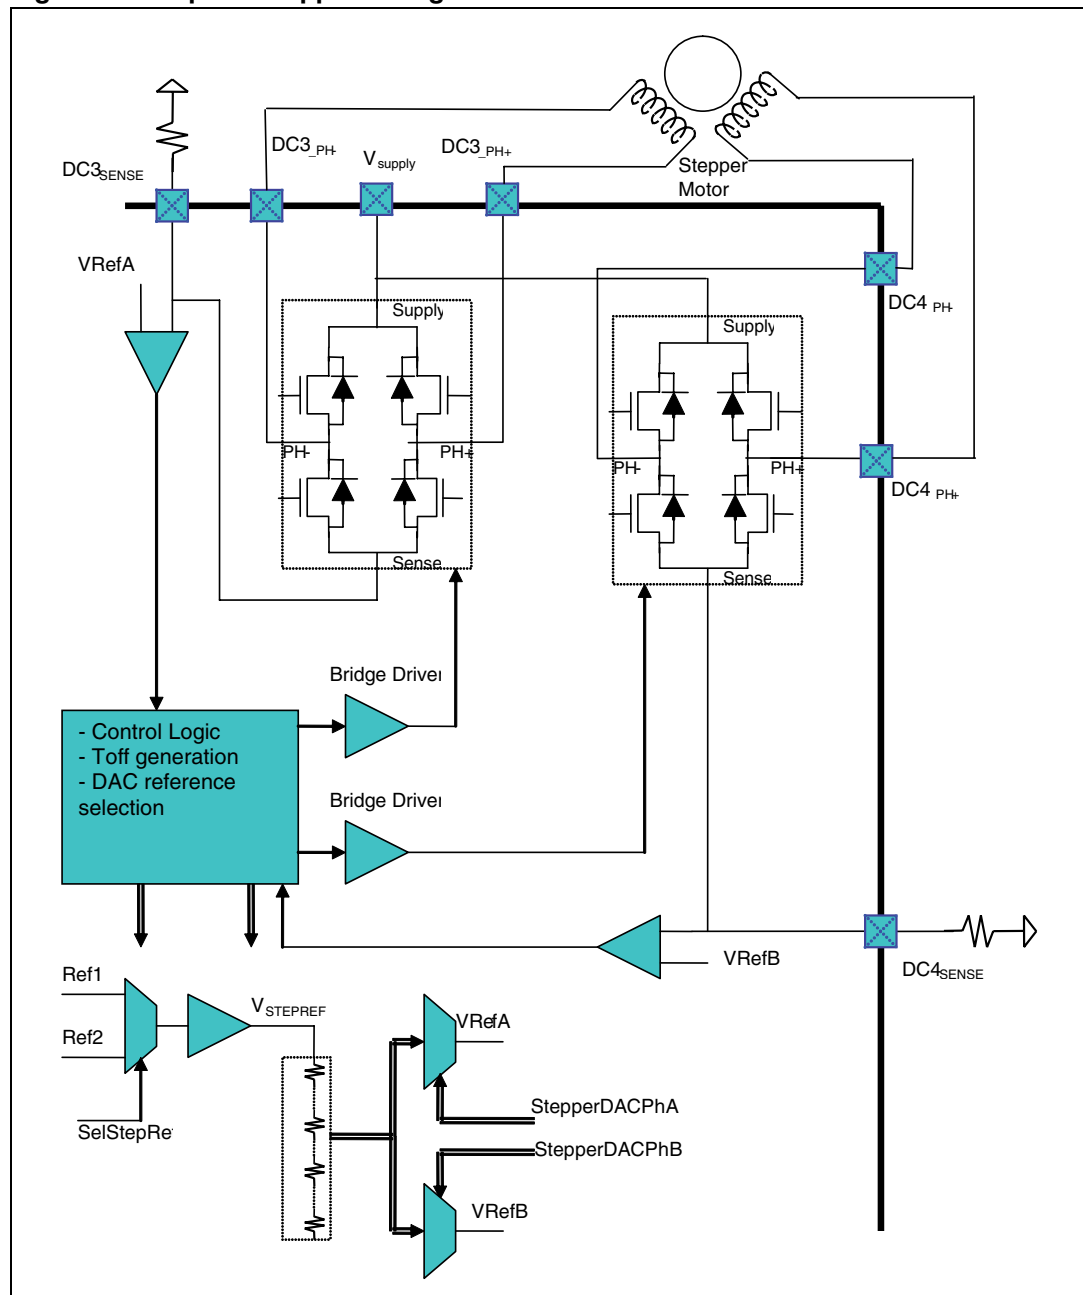 DC3_PH-
DC3_PH+
Vsupply
DC3SENSE
Stepper
Motor
VRefA
DC4 PH-
Supply
Supply
PH-
PH+
PH-
PH+
DC4 PH+
Sense
Sense
Bridge Driver
- Control Logic
- Toff generation
- DAC reference
selection
Bridge Driver
VRefB
DC4SENSE
Ref1
VSTEPREF
VRefA
Ref2
StepperDACPhA
SelStepRe
StepperDACPhB
VRefB